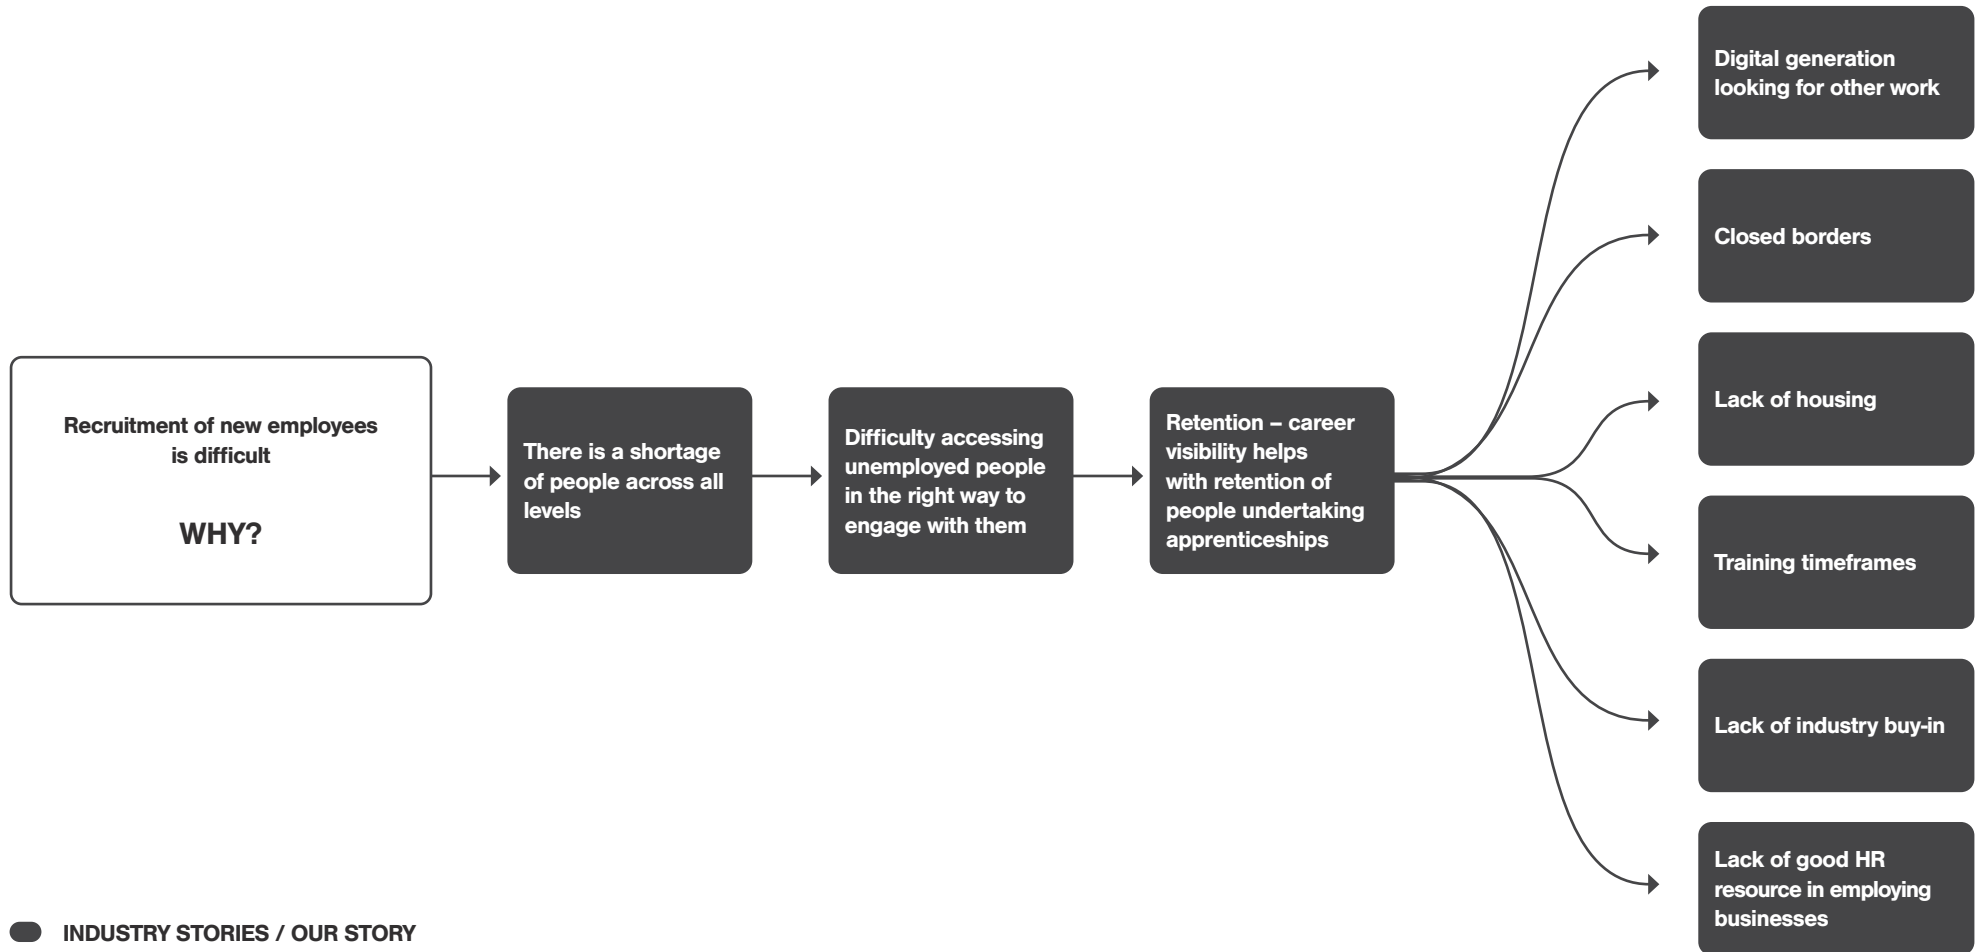 Recruitment of new employees
is difficult
WHY?
There is a shortage
of people across all
levels
Difficulty accessing
unemployed people
in the right way to
engage with them
Retention – career
visibility helps
with retention of
people undertaking
apprenticeships
Digital generation
looking for other work
Closed borders
Lack of housing
Training timeframes
Lack of industry buy-in
Lack of good HR
resource in employing
businesses
INDUSTRY STORIES / OUR STORY